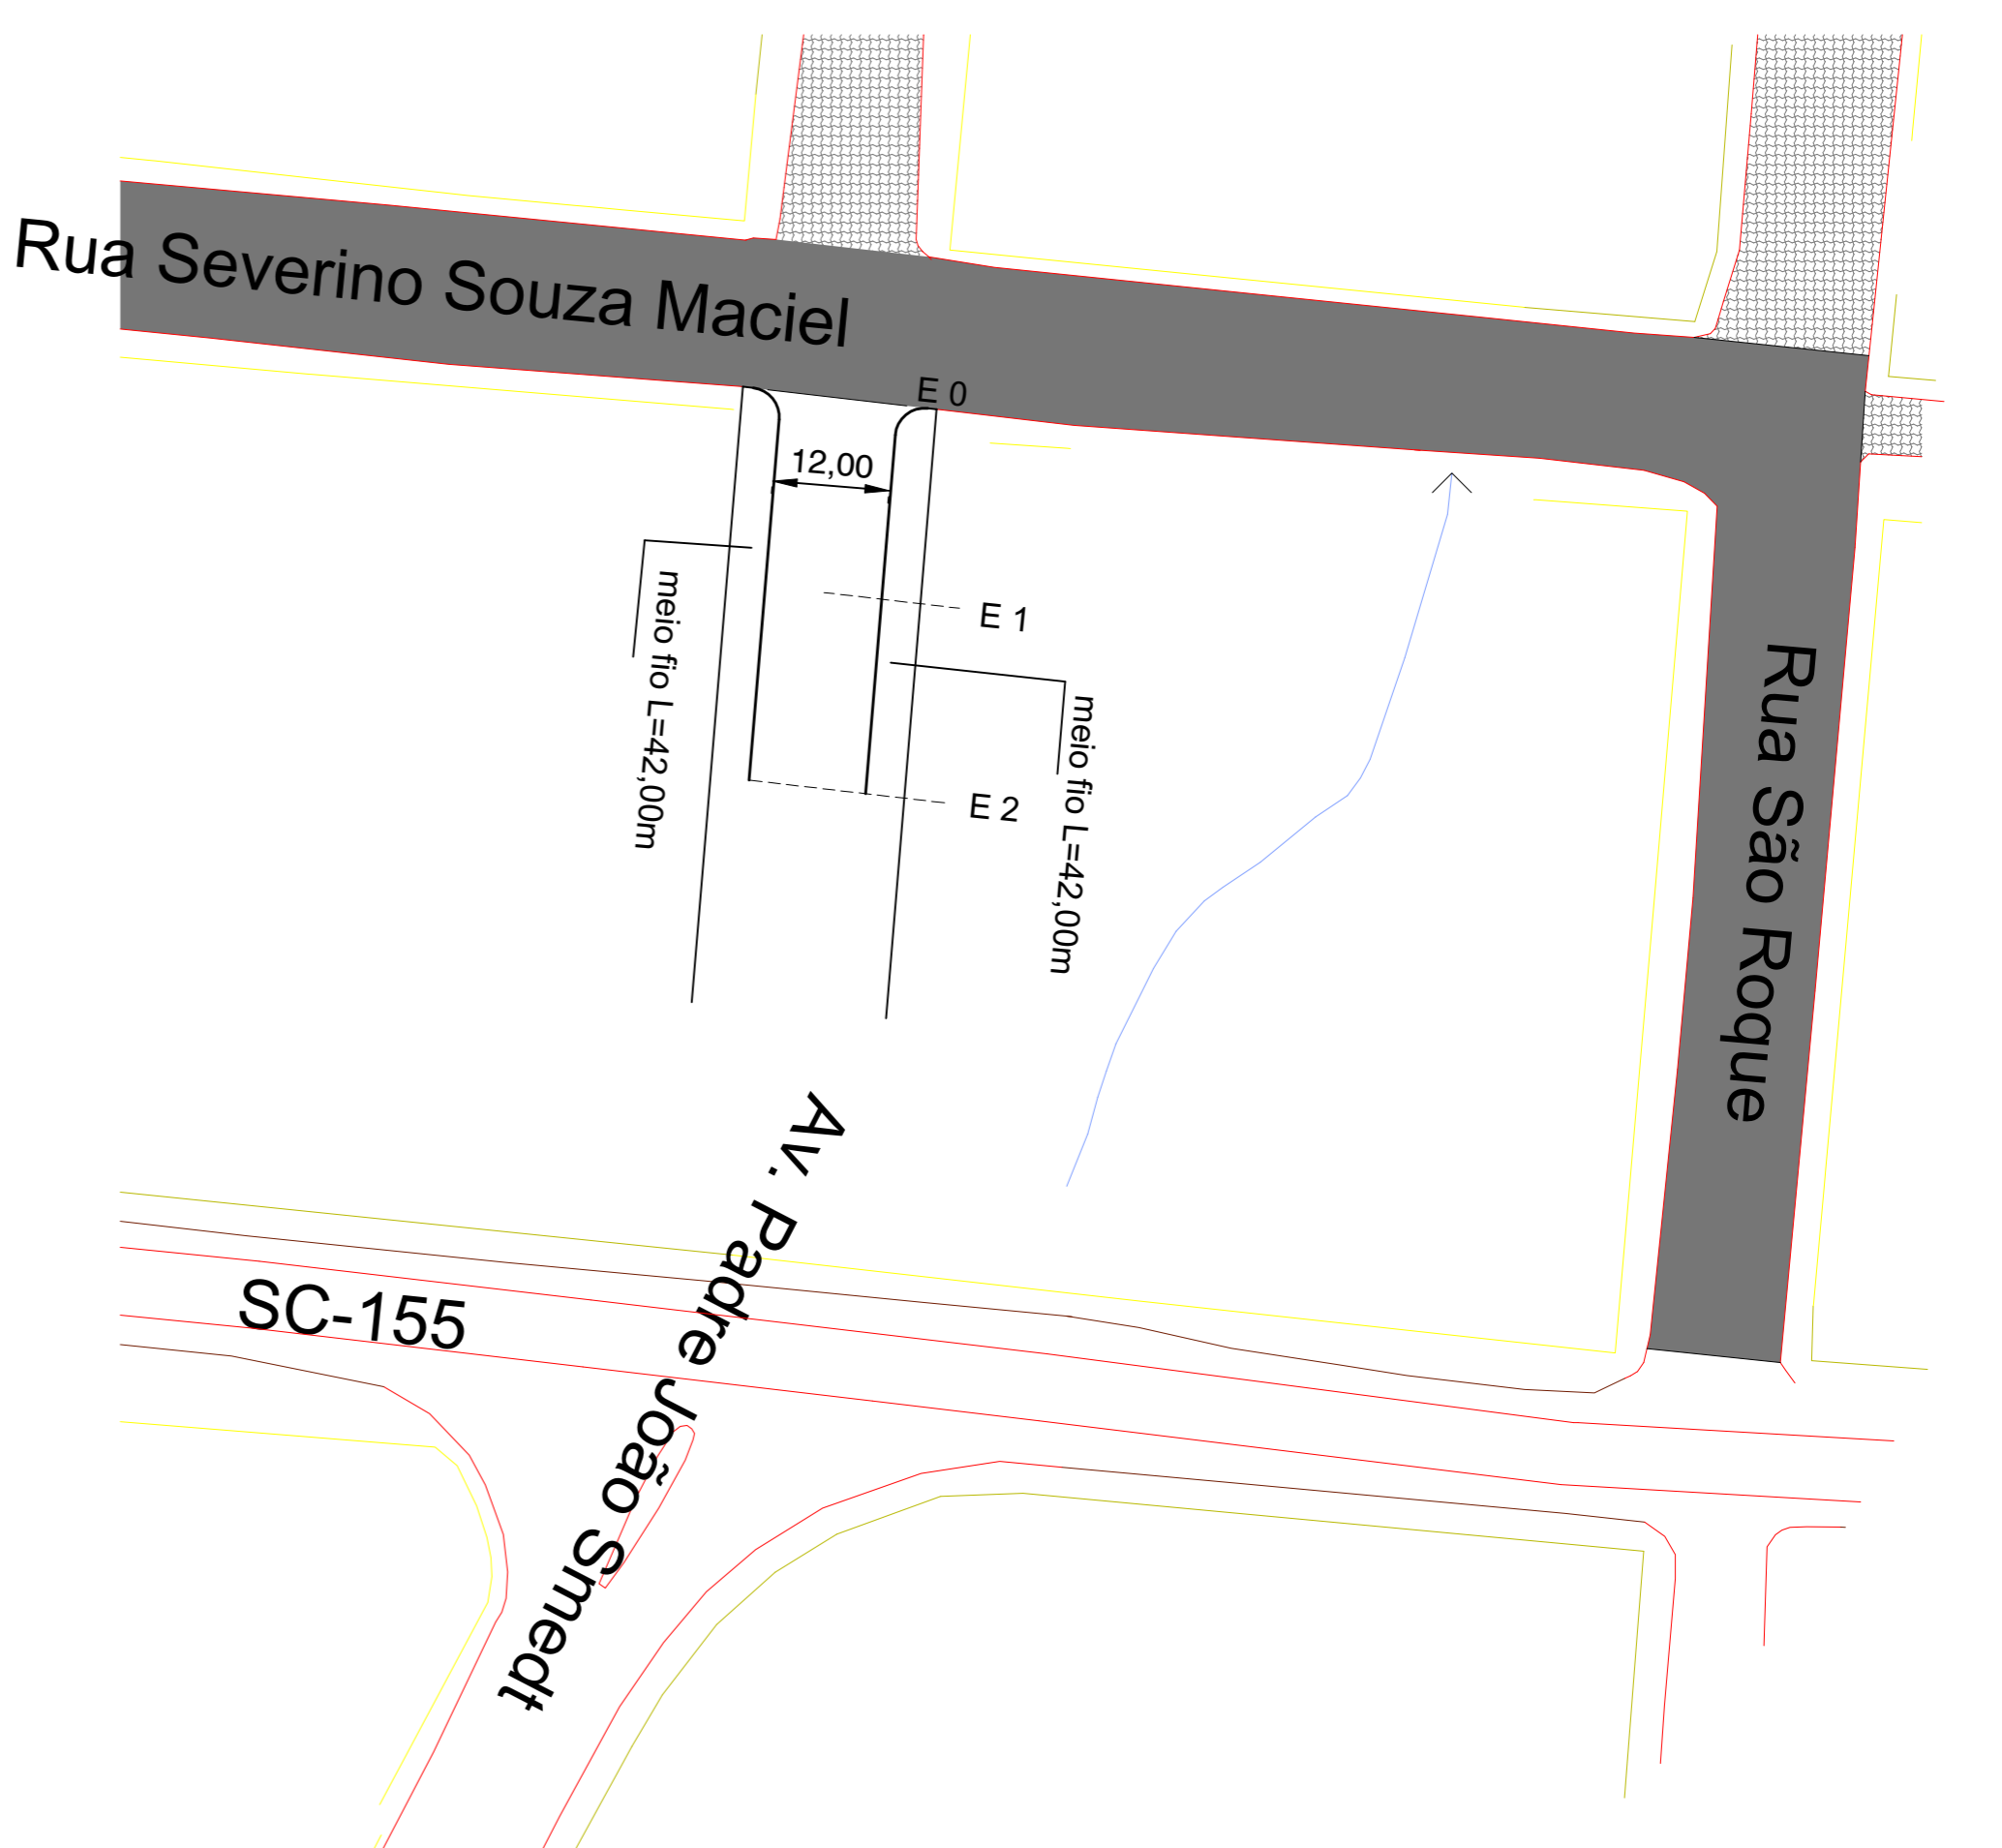 Rua Severino Souza Maciel
E 0
12,00
meio fio L=42,00m
E 1
meio fio L=42,00m
E 2
Rua São Roque
Av. Padre João Smedt
SC-155